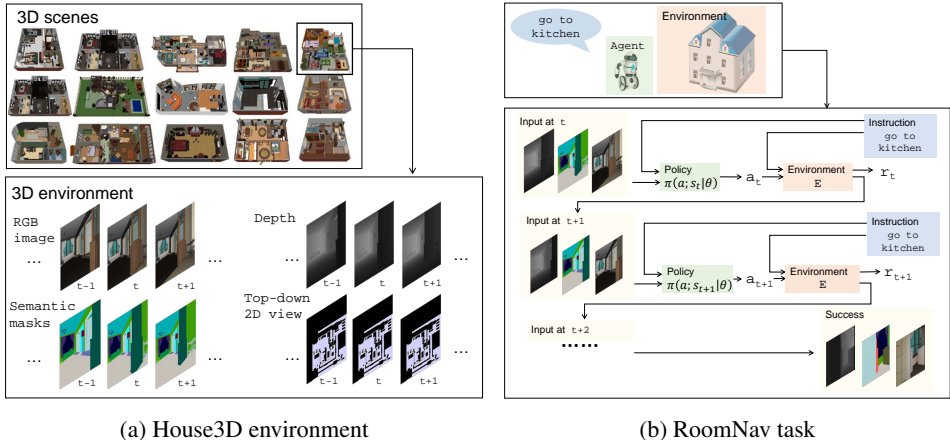 3D scenes
3D environment
RGB
image
...
t-1
t
t+1
...
Depth
...
t-1
t
t+1
...
Semantic
masks
...
t-1
t
t+1
...
Top-down
2D view
...
t-1
t
t+1
...
(a) House3D environment
go to
kitchen
Agent
Environment
Input at t
Instruction
go to
kitchen
Policy
π(a; s_t|θ)
a_t
Environment
E
r_t
Input at t+1
Instruction
go to
kitchen
Policy
π(a; s_{t+1}|θ)
a_{t+1}
Environment
E
r_{t+1}
Input at t+2
......
Success
(b) RoomNav task